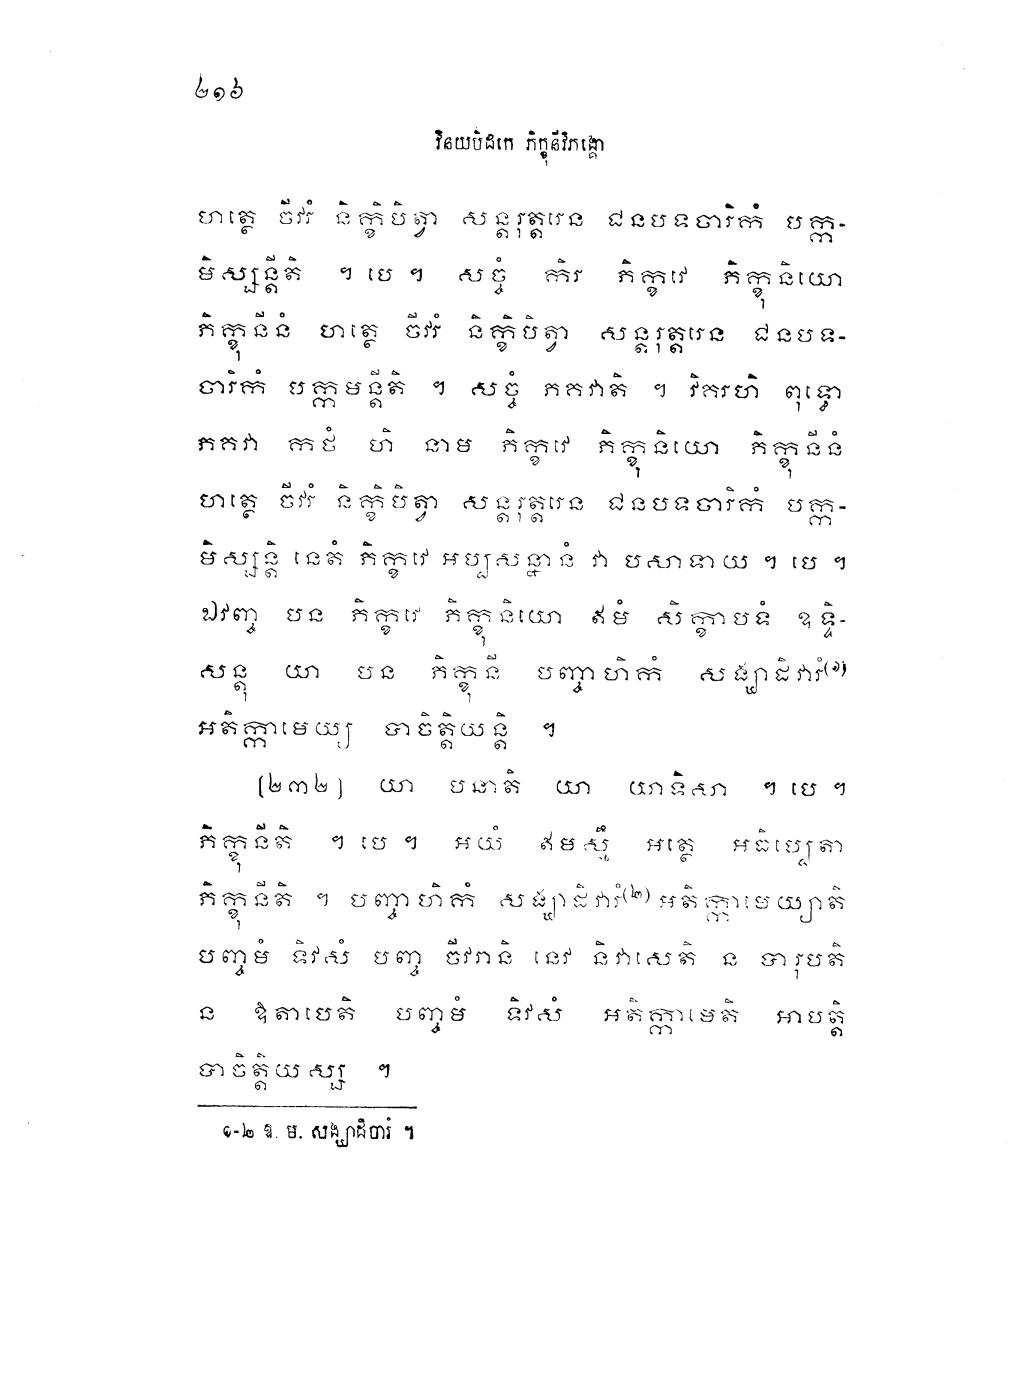 ២១៦
វិនយបិដកេ ភិក្ខុនីវិភង្គោ
ហត្ថេ ចីវរំ និក្ខិបិត្វា សន្តរុត្តរេន ជនបទចារិកំ បក្ក-
មិស្សន្តីតិ ។ បេ ។ សច្ចំ កិរ ភិក្ខវេ ភិក្ខុនិយោ
ភិក្ខុនីនំ ហត្ថេ ចីវរំ និក្ខិបិត្វា សន្តរុត្តរេន ជនបទ-
ចារិកំ បក្កមន្តីតិ ។ សច្ចំ ភគវាតិ ។ វិគរហិ ពុទ្ធោ
ភគវា កថំ ហិ នាម ភិក្ខវេ ភិក្ខុនិយោ ភិក្ខុនីនំ
ហត្ថេ ចីវរំ និក្ខិបិត្វា សន្តរុត្តរេន ជនបទចារិកំ បក្ក-
មិស្សន្តិ នេតំ ភិក្ខវេ អប្បសន្នានំ វា បសាទាយ ។ បេ ។
ឯវញ្ច បន ភិក្ខវេ ភិក្ខុនិយោ ឥមំ សិក្ខាបទំ ឧទ្ទិ-
សន្តុ យា បន ភិក្ខុនី បញ្ចាហិកំ សង្ឃាដិវារំ(១)
អតិក្កាមេយ្យ បាចិត្តិយន្តិ ។
[២៣២] យា បនាតិ យា យាទិសា ។ បេ ។
ភិក្ខុនីតិ ។ បេ ។ អយំ ឥមស្មឹ អត្ថេ អធិប្បេតា
ភិក្ខុនីតិ ។ បញ្ចាហិកំ សង្ឃាដិវារំ(២) អតិក្កាមេយ្យាតិ
បញ្ចមំ ទិវសំ បញ្ច ចីវរានិ នេវ និវាសេតិ ន បារុបតិ
ន ឱតាបេតិ បញ្ចមំ ទិវសំ អតិក្កាមេតិ អាបត្តិ
បាចិត្តិយស្ស ។
១-២ ឱ. ម. សង្ឃាដិចារំ ។